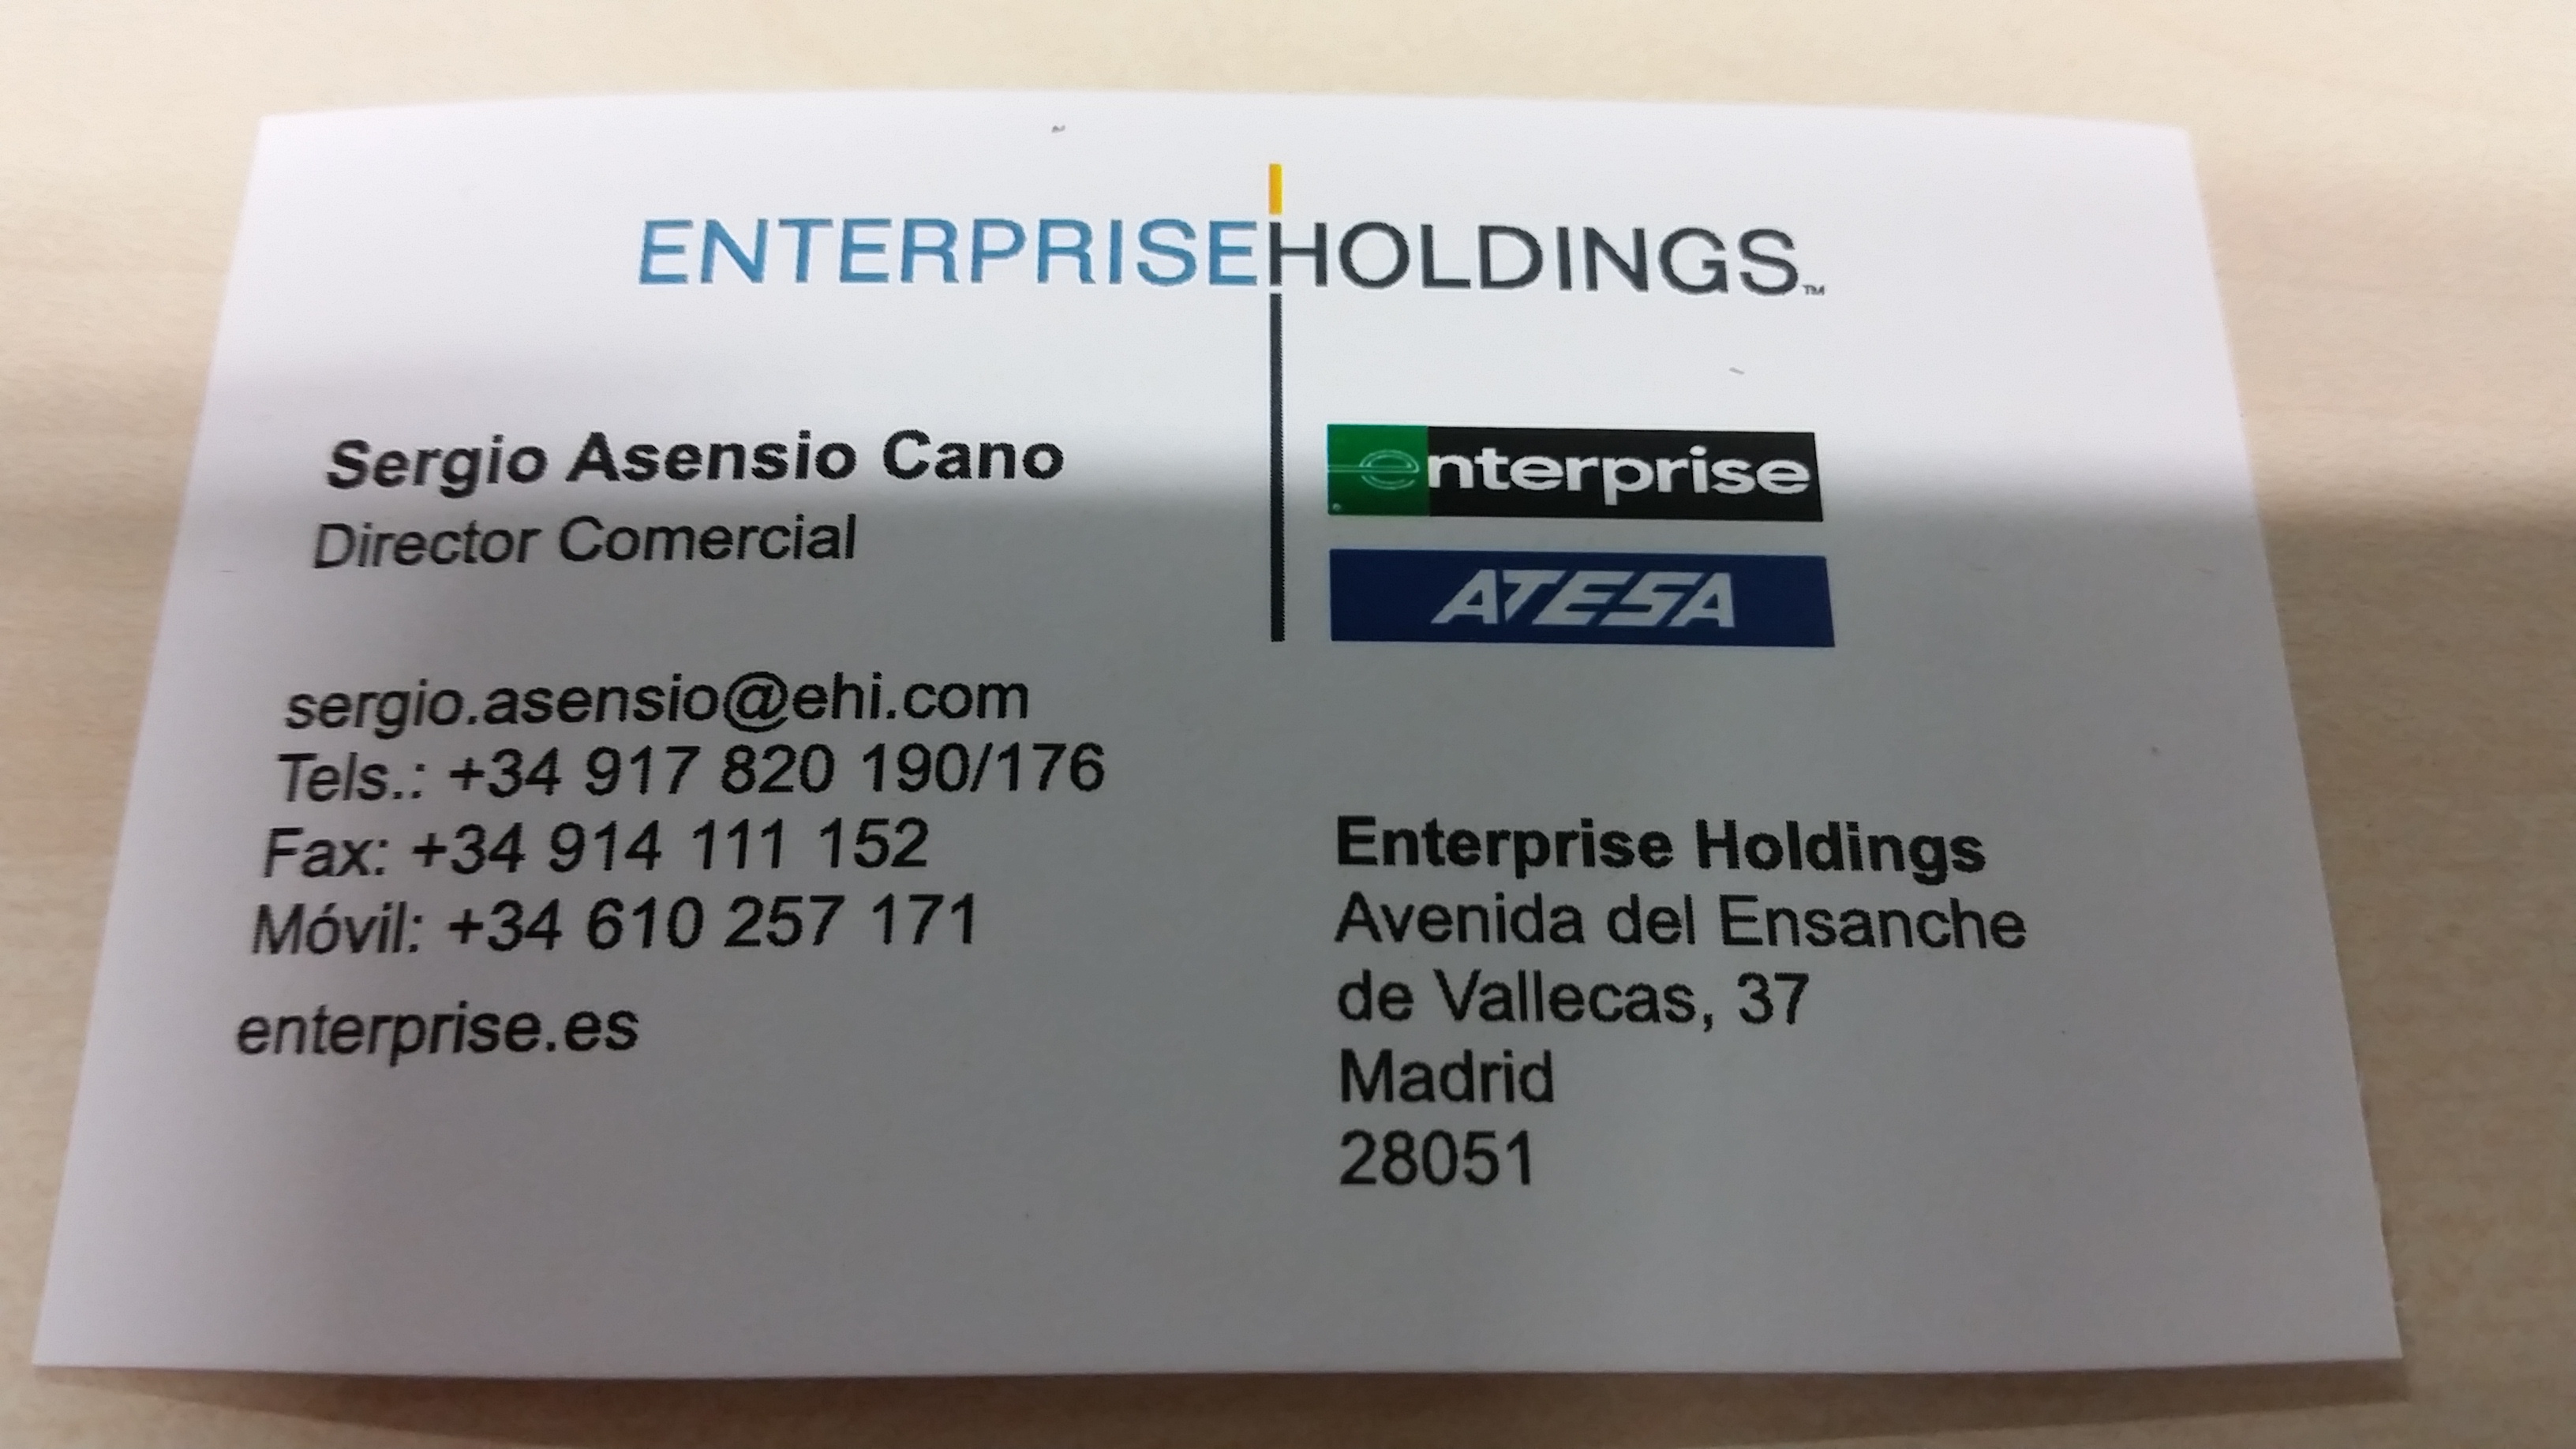 ENTERPRISEHOLDINGS™
Sergio Asensio Cano
Director Comercial
sergio.asensio@ehi.com
Tels.: +34 917 820 190/176
Fax: +34 914 111 152
Móvil: +34 610 257 171
enterprise.es
enterprise
ATESA
Enterprise Holdings
Avenida del Ensanche
de Vallecas, 37
Madrid
28051